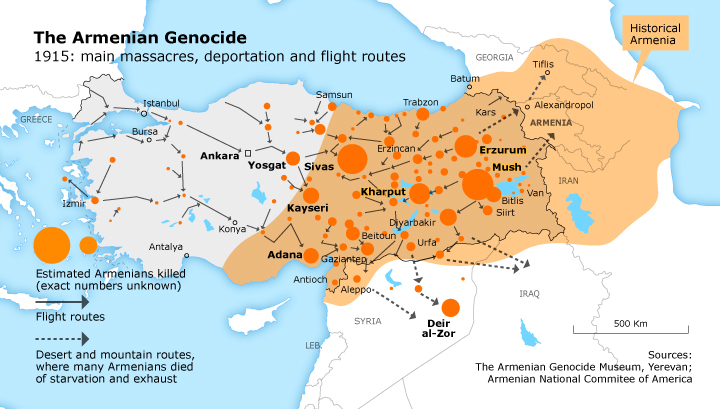 The Armenian Genocide
1915: main massacres, deportation and flight routes
Historical
Armenia
GEORGIA
Tiflis
Batum
Samsun
Trabzon
Kars
Alexandropol
Istanbul
GREECE
Bursa
ARMENIA
Ankara
Yosgat
Sivas
Erzincan
Erzurum
Mush
IRAN
Kharput
Van
Bitlis
Siirt
Izmir
Kayseri
Konya
Diyarbakir
Beitoun
Urfa
Antalya
Adana
Gazianten
Antioch
Aleppo
IRAQ
SYRIA
Deir
al-Zor
LEB.
500 Km
Estimated Armenians killed
(exact numbers unknown)
Flight routes
Desert and mountain routes,
where many Armenians died
of starvation and exhaust
Sources:
The Armenian Genocide Museum, Yerevan;
Armenian National Commitee of America